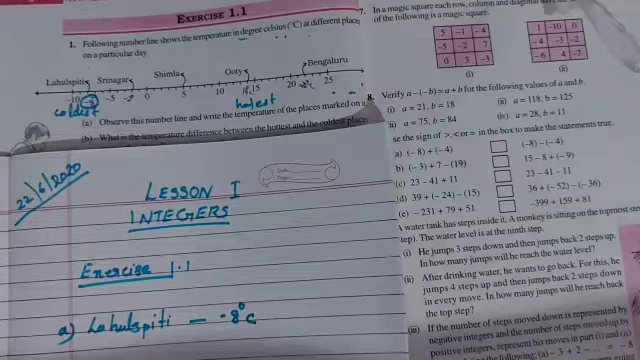 EXERCISE 1.1
1. Following number line shows the temperature in degree celsius (°C) at different places
on a particular day.
Lahulspiti Srinagar Shimla Ooty Bengaluru
-10 -8 -5 -2 0 5 10 15 20 22°C 25
coldest hotest
(a) Observe this number line and write the temperature of the places marked on it.
(b) What is the temperature difference between the hottest and the coldest places
22/6/2020
Date:
Page:
LESSON I
INTEGERS
Exercise 1.1
a) Lahulspiti — -8°C
7. In a magic square each row, column and diagonal have the
of the following is a magic square.
5 -1 -4
-5 -2 7
0 3 -3
(i)
1 -10 0
-4 -3 -2
-6 4 -7
(ii)
8. Verify a – (– b) = a + b for the following values of a and b.
(i) a = 21, b = 18 (ii) a = 118, b = 125
(iii) a = 75, b = 84 (iv) a = 28, b = 11
se the sign of >, < or = in the box to make the statements true.
a) (-8) + (-4) (-8) - (-4)
b) (-3) + 7 - (19) 15 - 8 + (-9)
(c) 23 - 41 + 11 23 - 41 - 11
(d) 39 + (-24) - (15) 36 + (-52) - (-36)
(e) -231 + 79 + 51 -399 + 159 + 81
A water tank has steps inside it. A monkey is sitting on the topmost step
step). The water level is at the ninth step.
(i) He jumps 3 steps down and then jumps back 2 steps up.
In how many jumps will he reach the water level?
(ii) After drinking water, he wants to go back. For this, he
jumps 4 steps up and then jumps back 2 steps down
in every move. In how many jumps will he reach back
the top step?
(iii) If the number of steps moved down is represented by
negative integers and the number of steps moved up by
positive integers, represent his moves in part (i) and (ii)
the following: (a) – 3 + 2 – ... = – 8